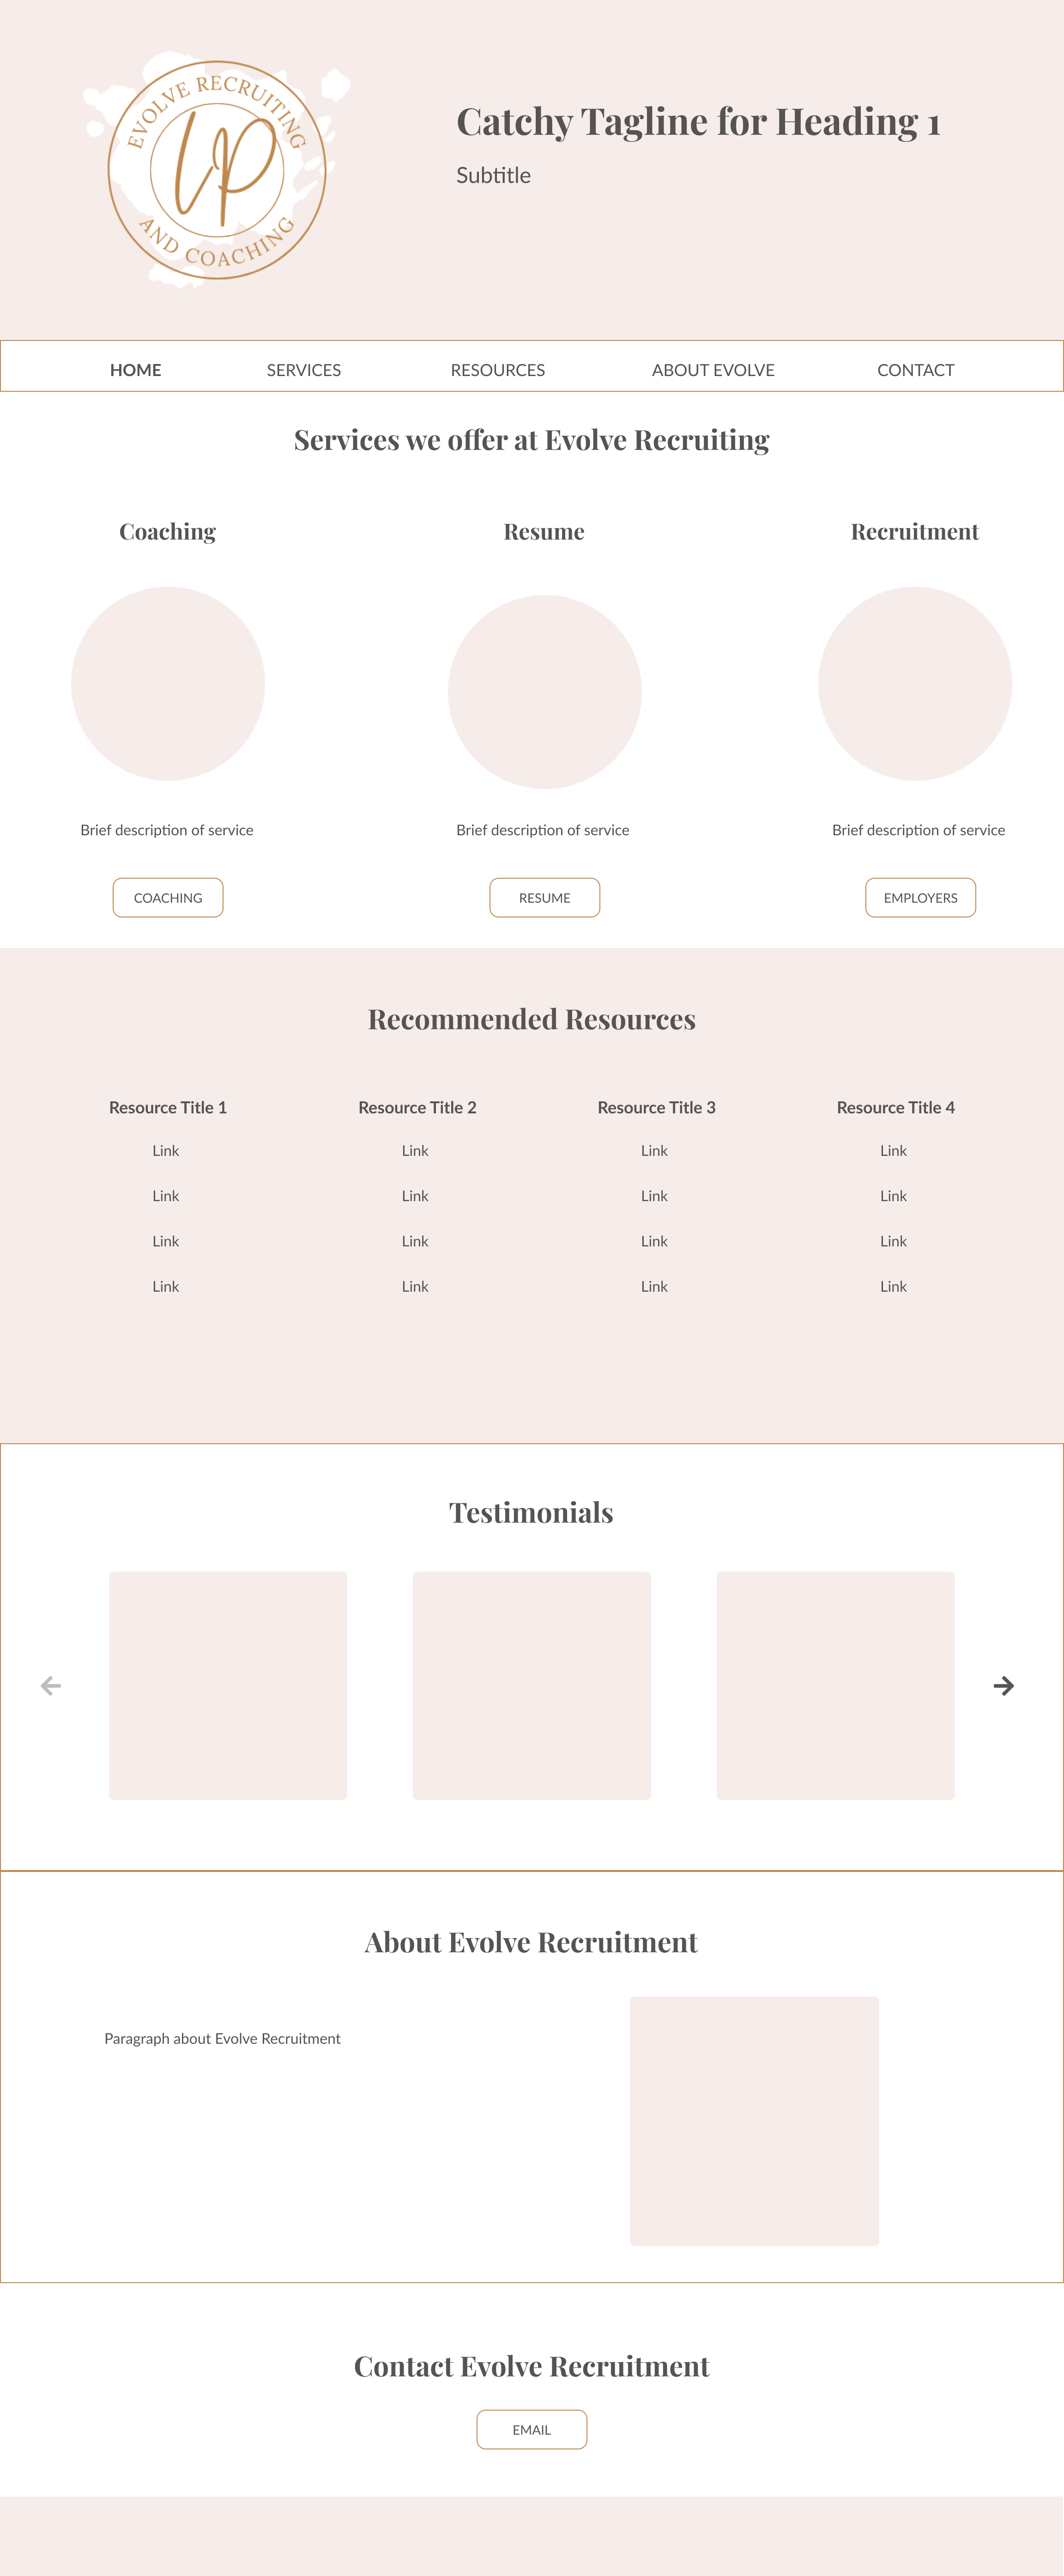 EVOLVE RECRUITING
LP
AND COACHING
Catchy Tagline for Heading 1
Subtitle
HOME SERVICES RESOURCES ABOUT EVOLVE CONTACT
Services we offer at Evolve Recruiting
Coaching Resume Recruitment
Brief description of service Brief description of service Brief description of service
COACHING RESUME EMPLOYERS
Recommended Resources
Resource Title 1 Resource Title 2 Resource Title 3 Resource Title 4
Link Link Link Link
Link Link Link Link
Link Link Link Link
Link Link Link Link
Testimonials
About Evolve Recruitment
Paragraph about Evolve Recruitment
Contact Evolve Recruitment
EMAIL